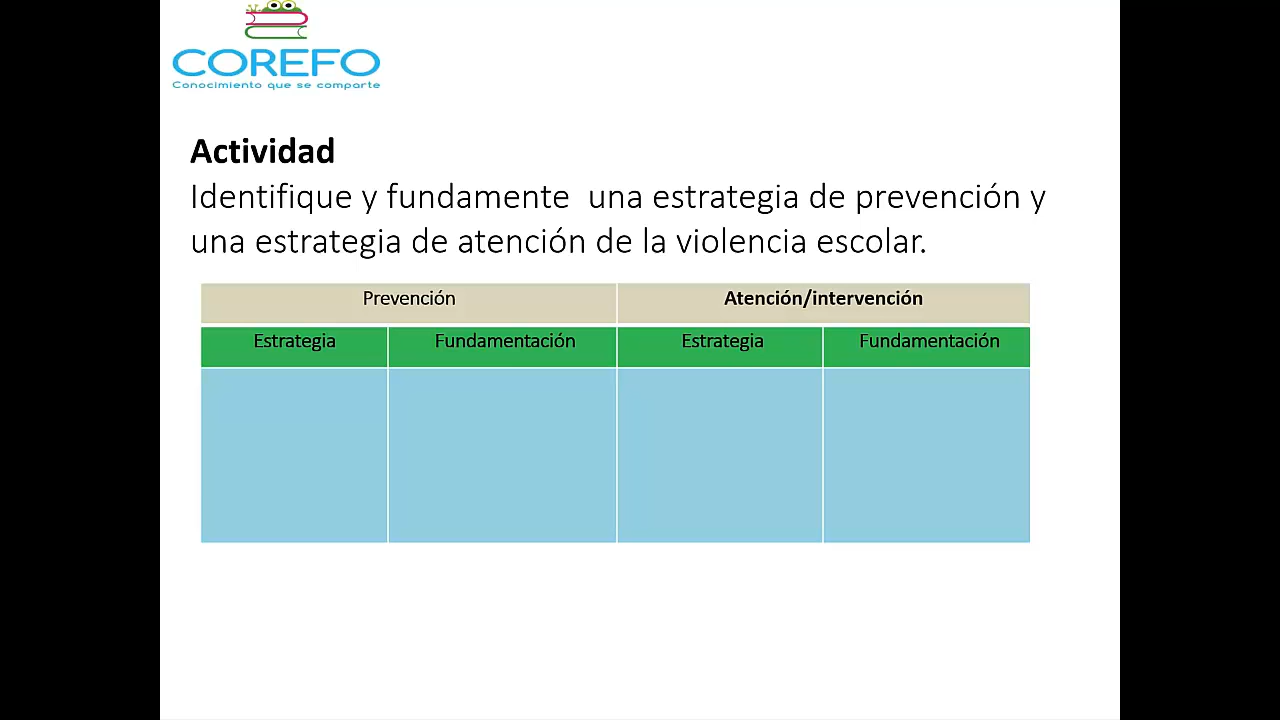 COREFO
Conocimiento que se comparte
Actividad
Identifique y fundamente una estrategia de prevención y
una estrategia de atención de la violencia escolar.
Prevención Atención/intervención
Estrategia Fundamentación Estrategia Fundamentación